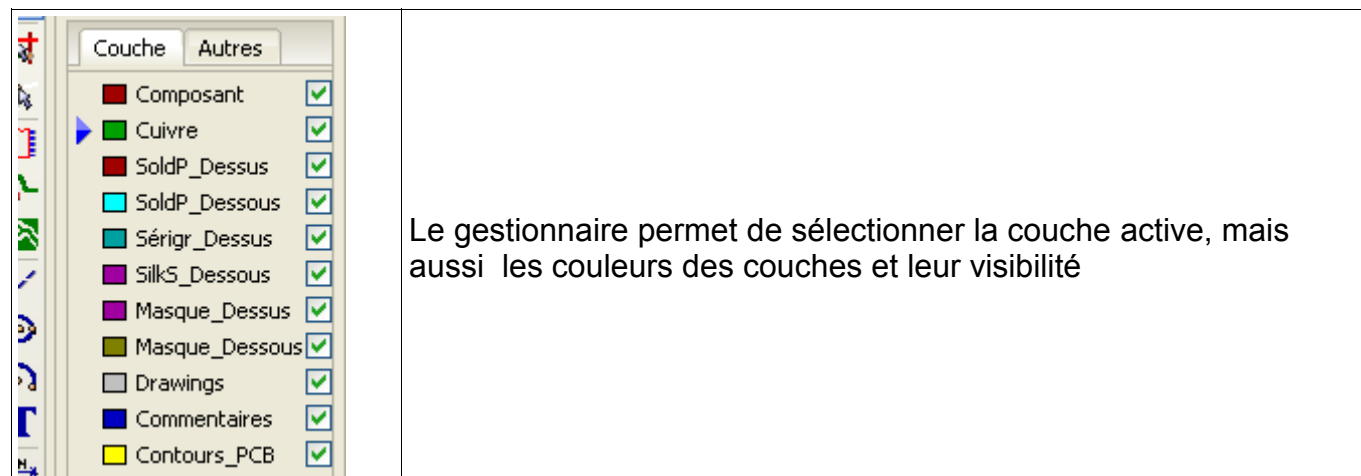 Couche Autres
Composant
Cuivre
SoldP_Dessus
SoldP_Dessous
Sérigr_Dessus
SilkS_Dessous
Masque_Dessus
Masque_Dessous
Drawings
Commentaires
Contours_PCB
Le gestionnaire permet de sélectionner la couche active, mais
aussi les couleurs des couches et leur visibilité